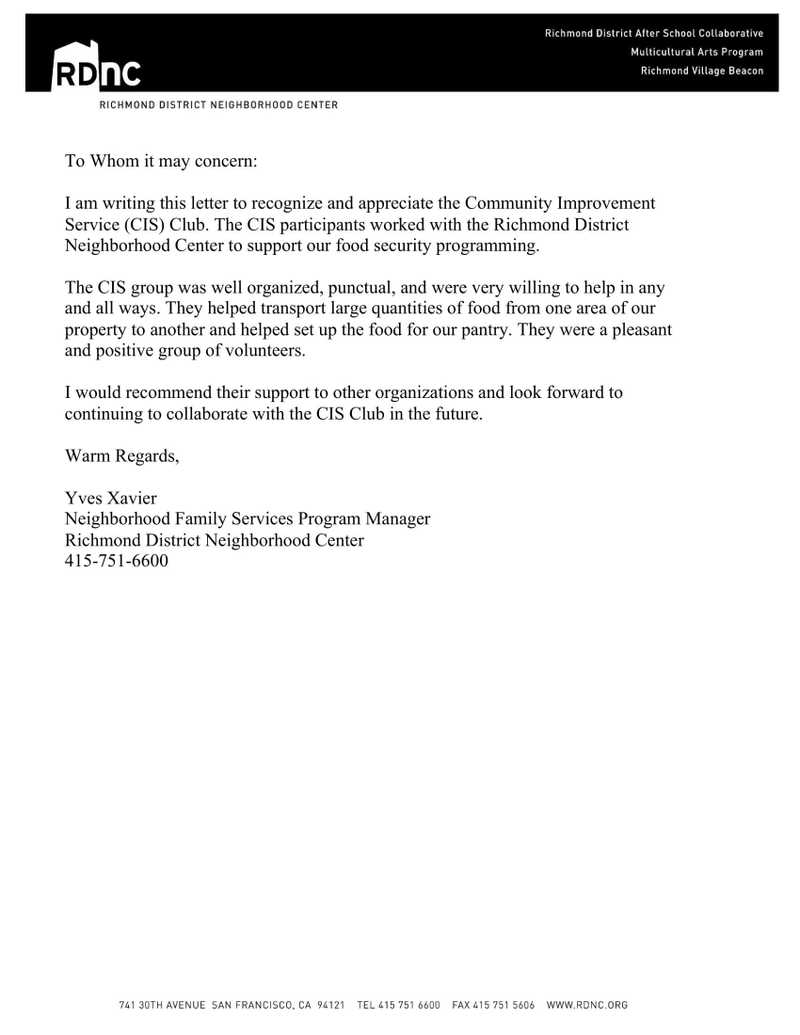 Richmond District After School Collaborative
Multicultural Arts Program
Richmond Village Beacon
RDNC
RICHMOND DISTRICT NEIGHBORHOOD CENTER
To Whom it may concern:
I am writing this letter to recognize and appreciate the Community Improvement
Service (CIS) Club. The CIS participants worked with the Richmond District
Neighborhood Center to support our food security programming.
The CIS group was well organized, punctual, and were very willing to help in any
and all ways. They helped transport large quantities of food from one area of our
property to another and helped set up the food for our pantry. They were a pleasant
and positive group of volunteers.
I would recommend their support to other organizations and look forward to
continuing to collaborate with the CIS Club in the future.
Warm Regards,
Yves Xavier
Neighborhood Family Services Program Manager
Richmond District Neighborhood Center
415-751-6600
741 30TH AVENUE SAN FRANCISCO, CA 94121 TEL 415 751 6600 FAX 415 751 5606 WWW.RDNC.ORG